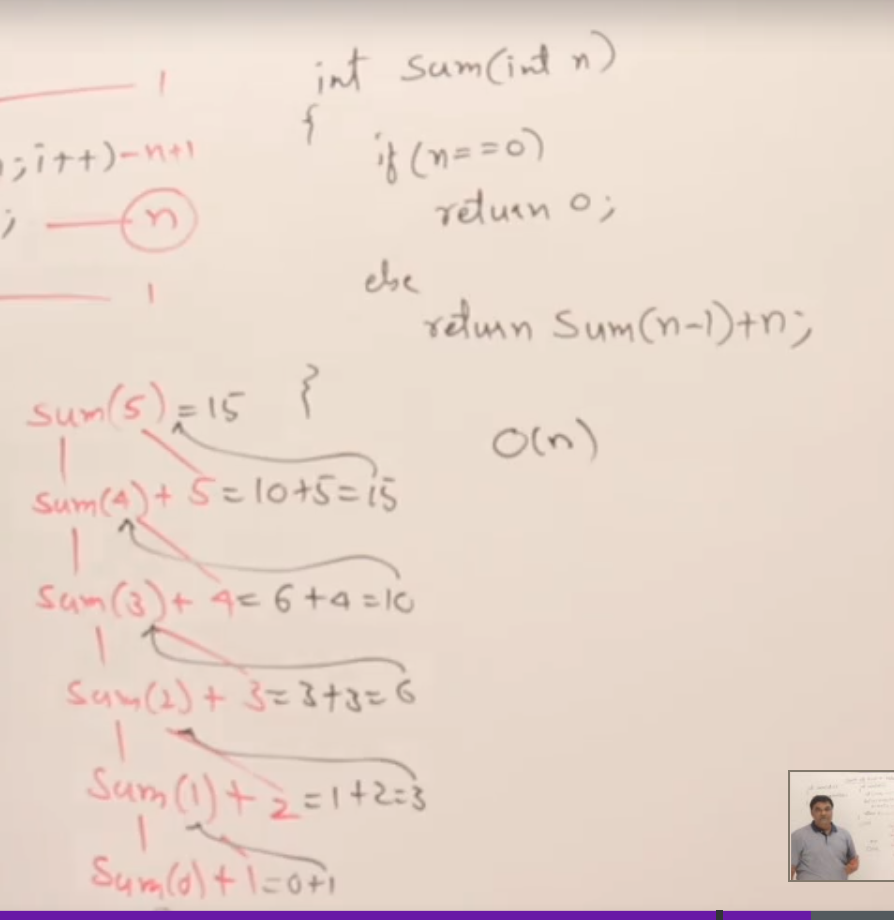 1
;i++) -n+1
; n
1
int sum(int n)
{
if(n==0)
return 0;
else
return sum(n-1)+n;
}
O(n)
sum(5) =15
sum(4)+ 5=10+5=15
sum(3)+ 4= 6+4=10
sum(2)+ 3=3+3=6
sum(1)+ 2=1+2=3
sum(0)+1=0+1